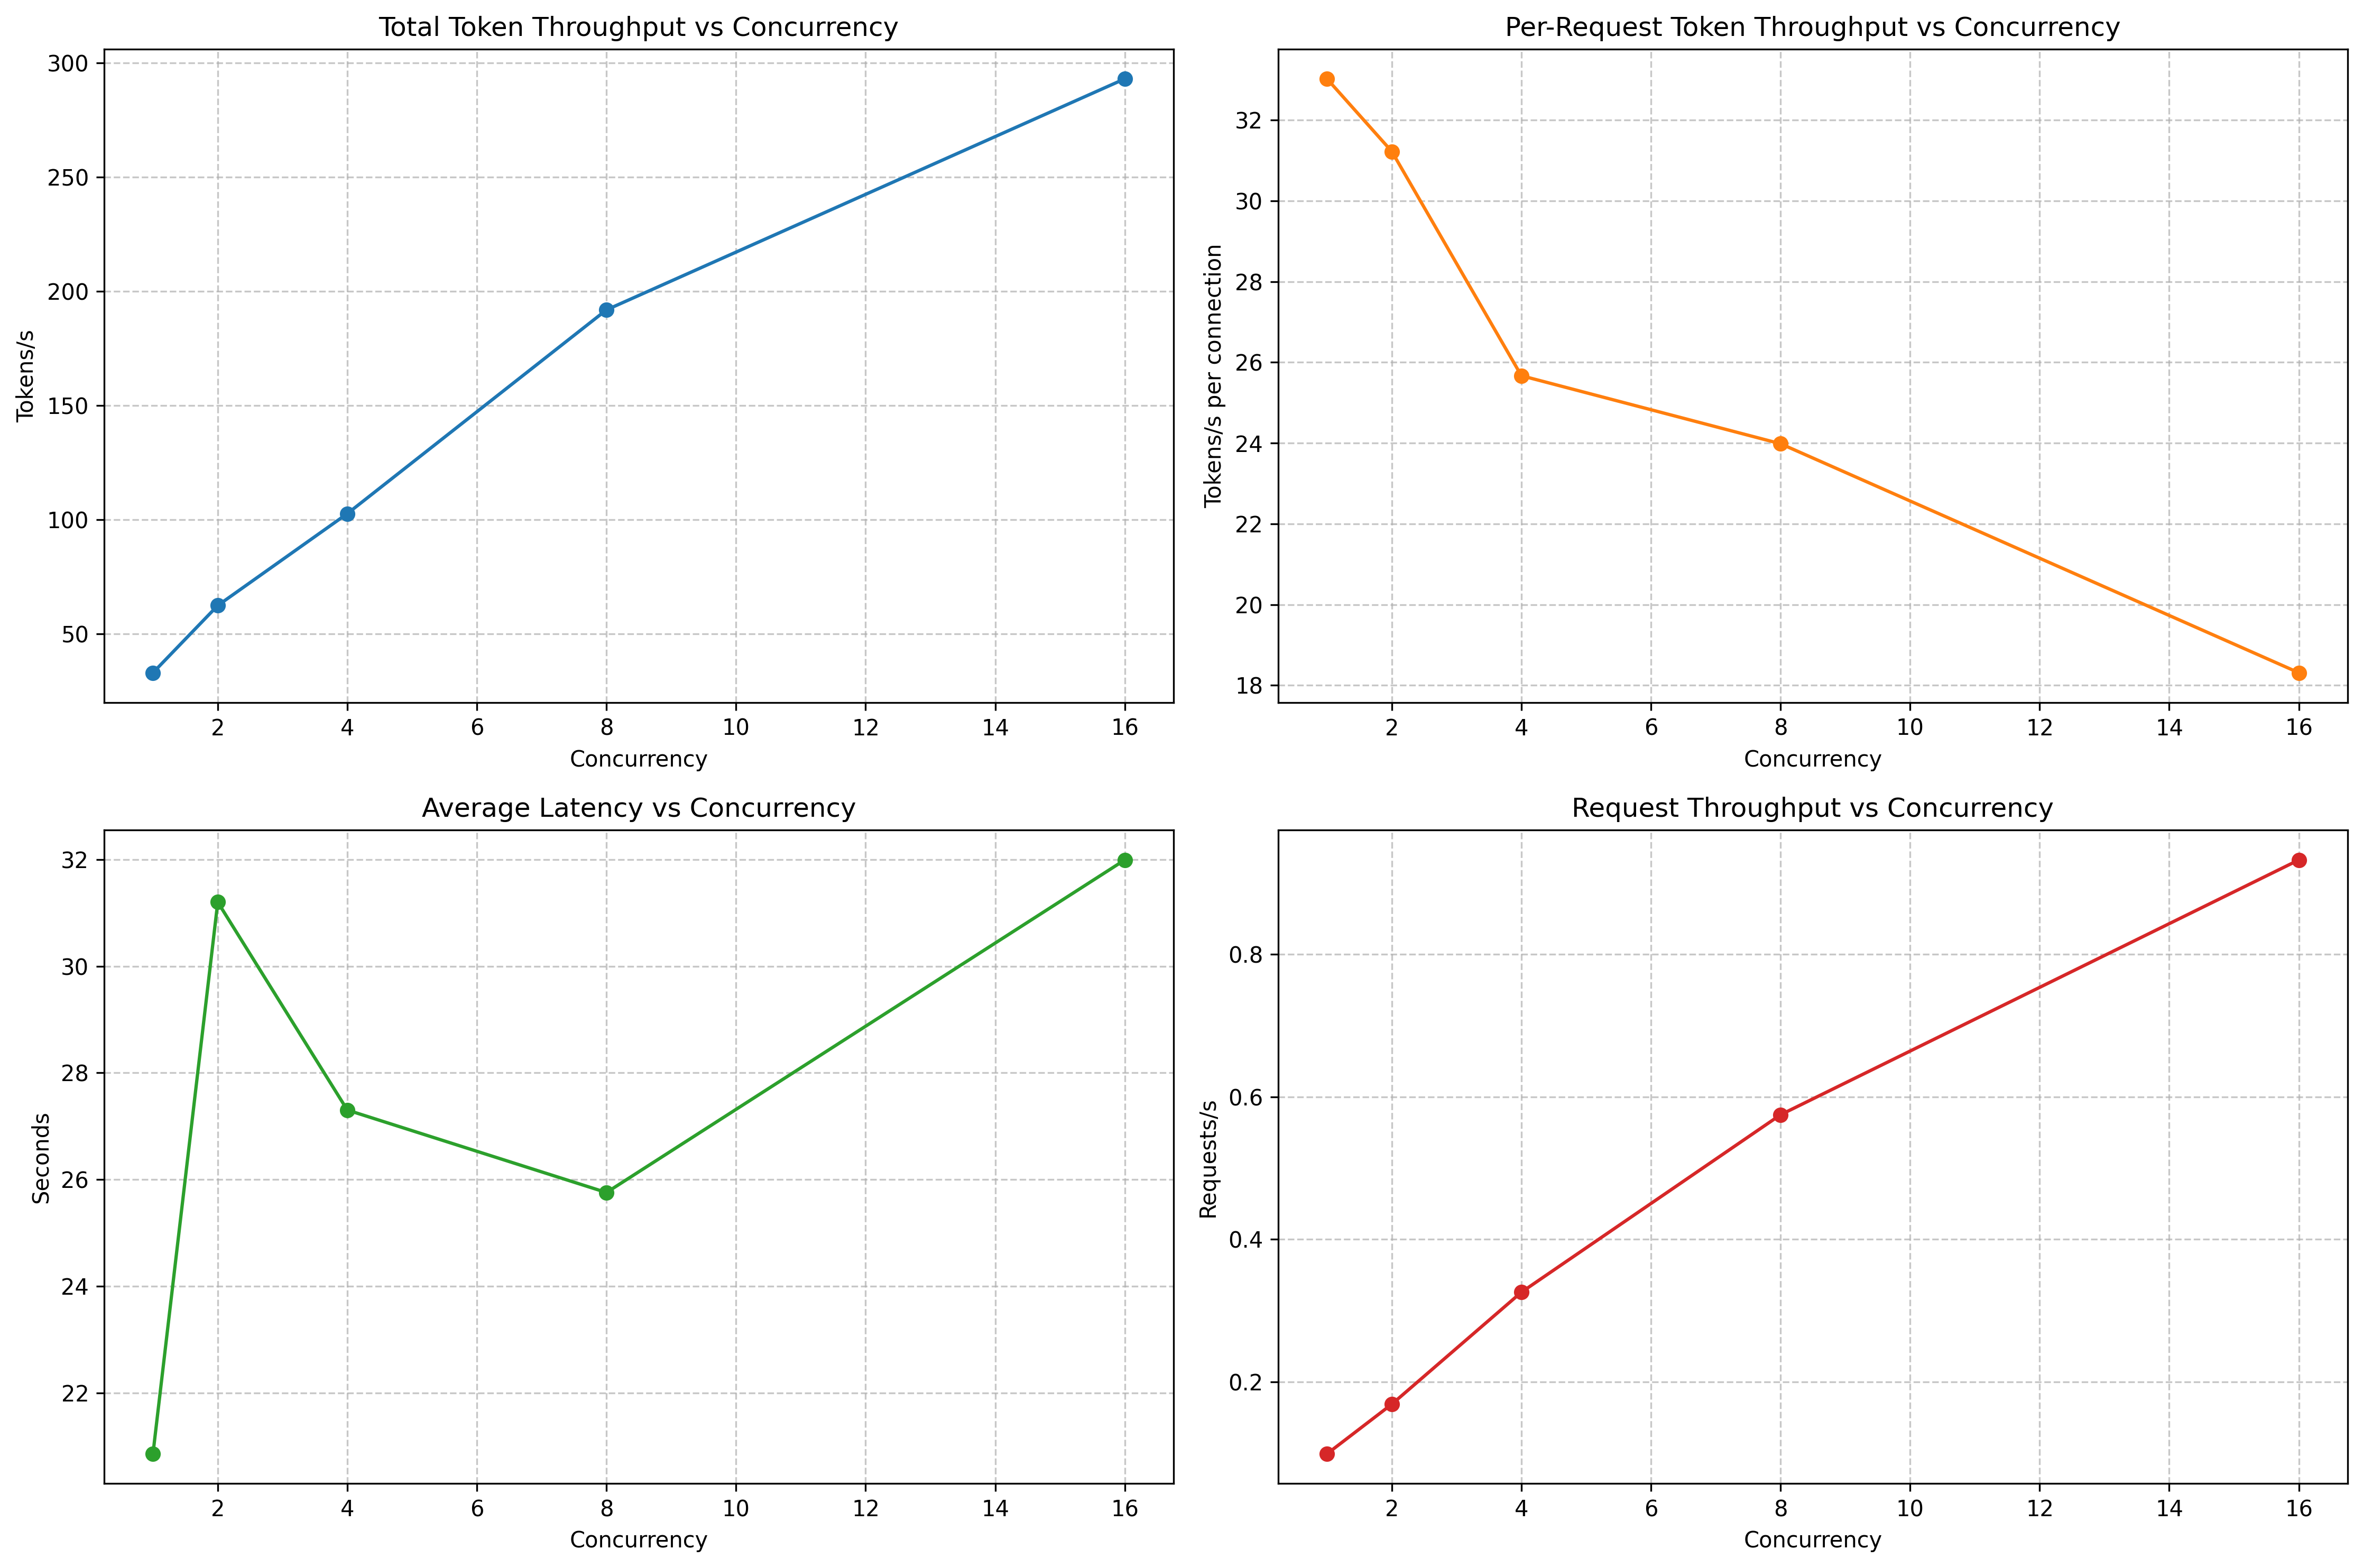 Total Token Throughput vs Concurrency
300
250
200
150
100
50
Tokens/s
2 4 6 8 10 12 14 16
Concurrency
Per-Request Token Throughput vs Concurrency
32
30
28
26
24
22
20
18
Tokens/s per connection
2 4 6 8 10 12 14 16
Concurrency
Average Latency vs Concurrency
32
30
28
26
24
22
Seconds
2 4 6 8 10 12 14 16
Concurrency
Request Throughput vs Concurrency
0.8
0.6
0.4
0.2
Requests/s
2 4 6 8 10 12 14 16
Concurrency